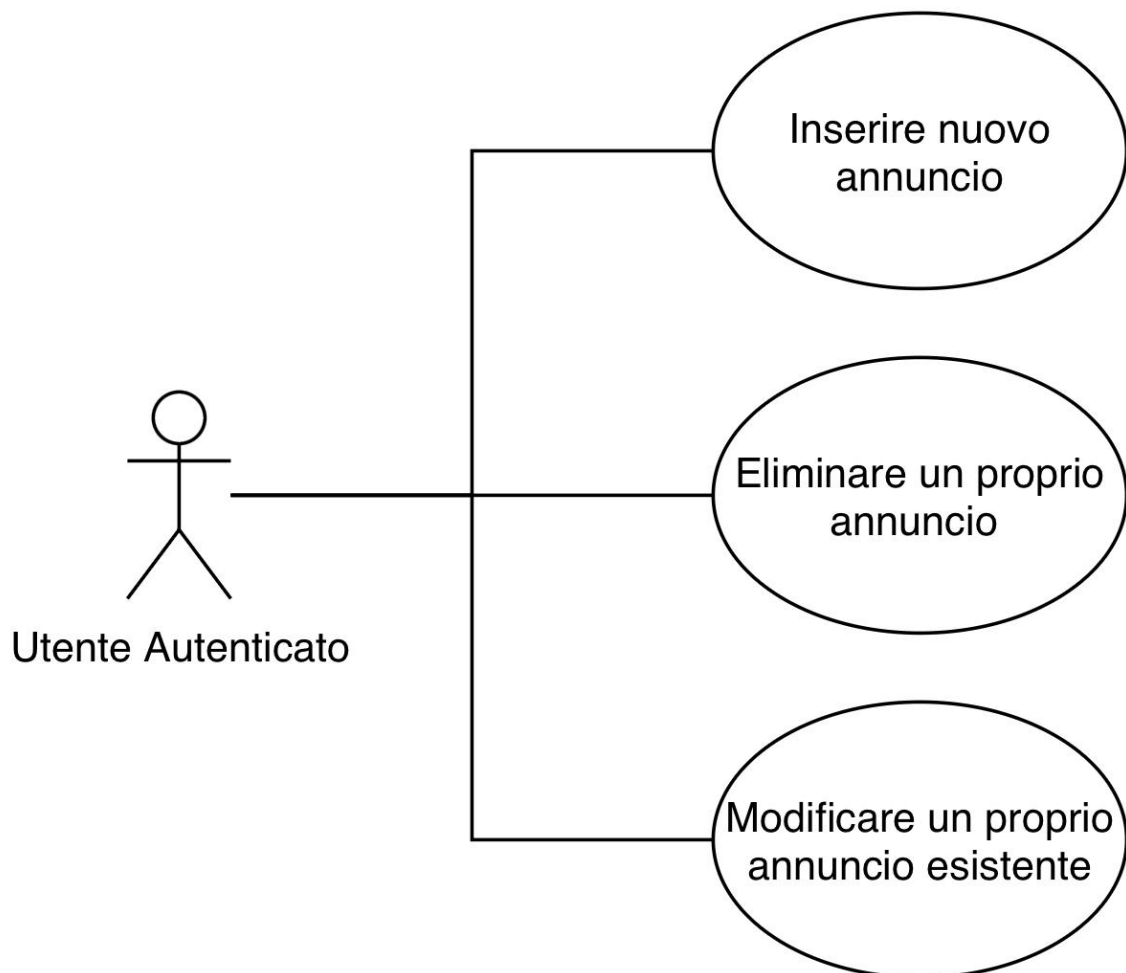 Inserire nuovo
annuncio
Eliminare un proprio
annuncio
Utente Autenticato
Modificare un proprio
annuncio esistente